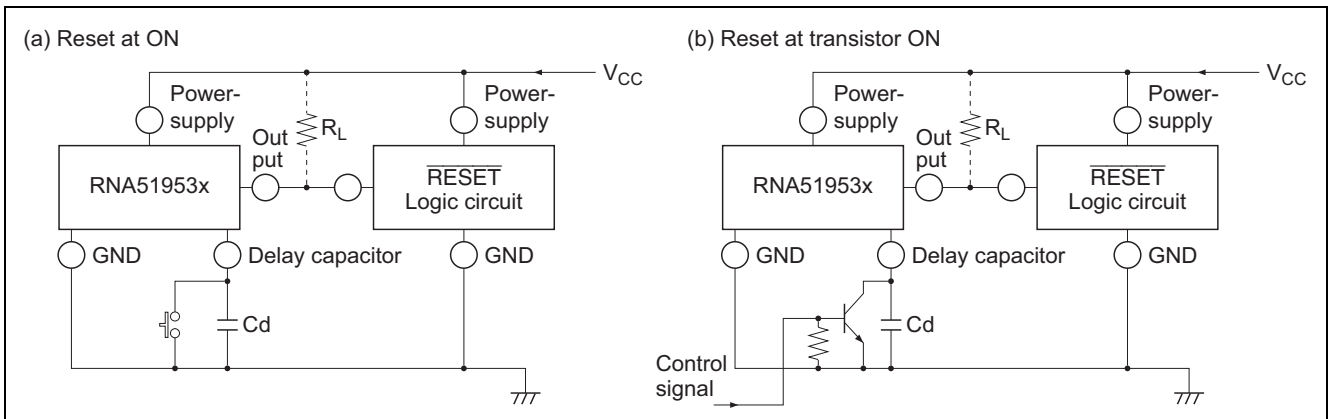 (a) Reset at ON
VCC
Power-
supply
Power-
supply
RL
Out
put
RNA51953x
RESET
Logic circuit
GND
Delay capacitor
GND
Cd
(b) Reset at transistor ON
VCC
Power-
supply
Power-
supply
RL
Out
put
RNA51953x
RESET
Logic circuit
GND
Delay capacitor
GND
Cd
Control
signal